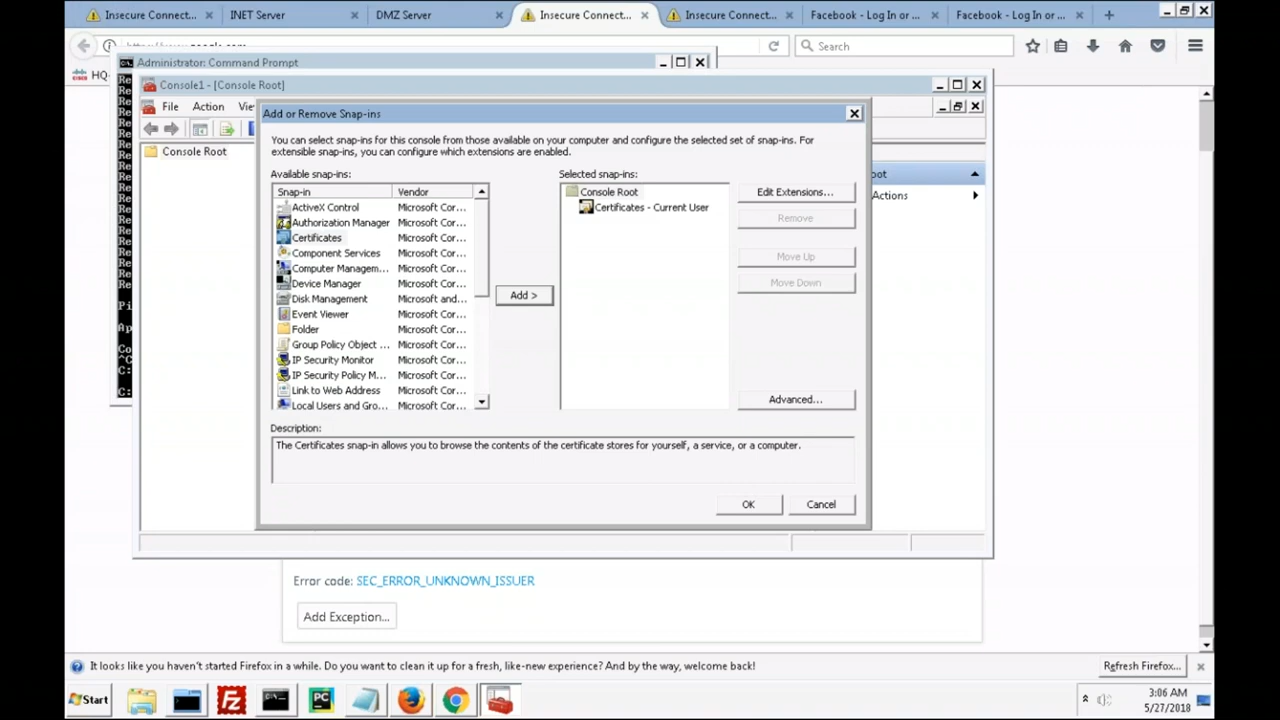 Insecure Connect...
INET Server
DMZ Server
Insecure Connect...
Insecure Connect...
Facebook - Log In or ...
Facebook - Log In or ...
Search
HQ
Administrator: Command Prompt
Console1 - [Console Root]
File Action
Console Root
Add or Remove Snap-ins
You can select snap-ins for this console from those available on your computer and configure the selected set of snap-ins. For
extensible snap-ins, you can configure which extensions are enabled.
Available snap-ins:
Snap-in Vendor
ActiveX Control Microsoft Cor...
Authorization Manager Microsoft Cor...
Certificates Microsoft Cor...
Component Services Microsoft Cor...
Computer Managem... Microsoft Cor...
Device Manager Microsoft Cor...
Disk Management Microsoft and...
Event Viewer Microsoft Cor...
Folder Microsoft Cor...
Group Policy Object ... Microsoft Cor...
IP Security Monitor Microsoft Cor...
IP Security Policy M... Microsoft Cor...
Link to Web Address Microsoft Cor...
Local Users and Gro... Microsoft Cor...
Add >
Selected snap-ins:
Console Root
Certificates - Current User
Edit Extensions...
Remove
Move Up
Move Down
Advanced...
Description:
The Certificates snap-in allows you to browse the contents of the certificate stores for yourself, a service, or a computer.
OK
Cancel
Actions
Error code: SEC_ERROR_UNKNOWN_ISSUER
Add Exception...
It looks like you haven't started Firefox in a while. Do you want to clean it up for a fresh, like-new experience? And by the way, welcome back!
Refresh Firefox...
Start
PC
3:06 AM
5/27/2018